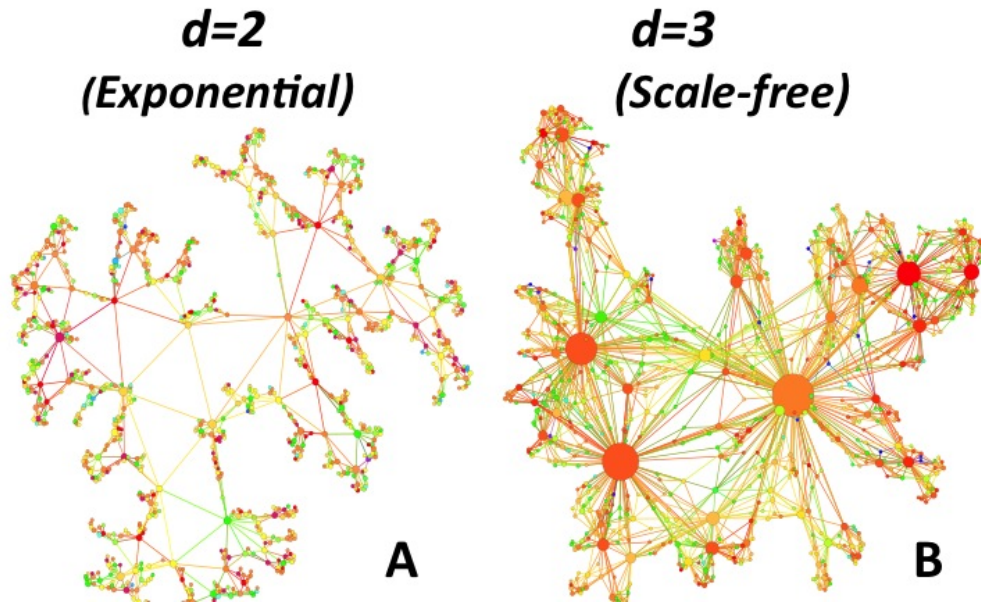 d=2
(Exponential)
A
d=3
(Scale-free)
B